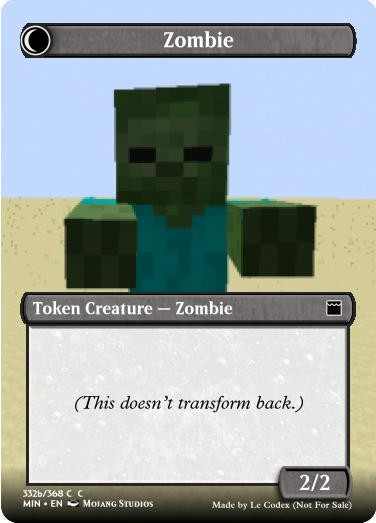 Zombie
Token Creature — Zombie
(This doesn't transform back.)
2/2
332b/368 C C
MIN • EN Mojang Studios
Made by Le Codex (Not For Sale)